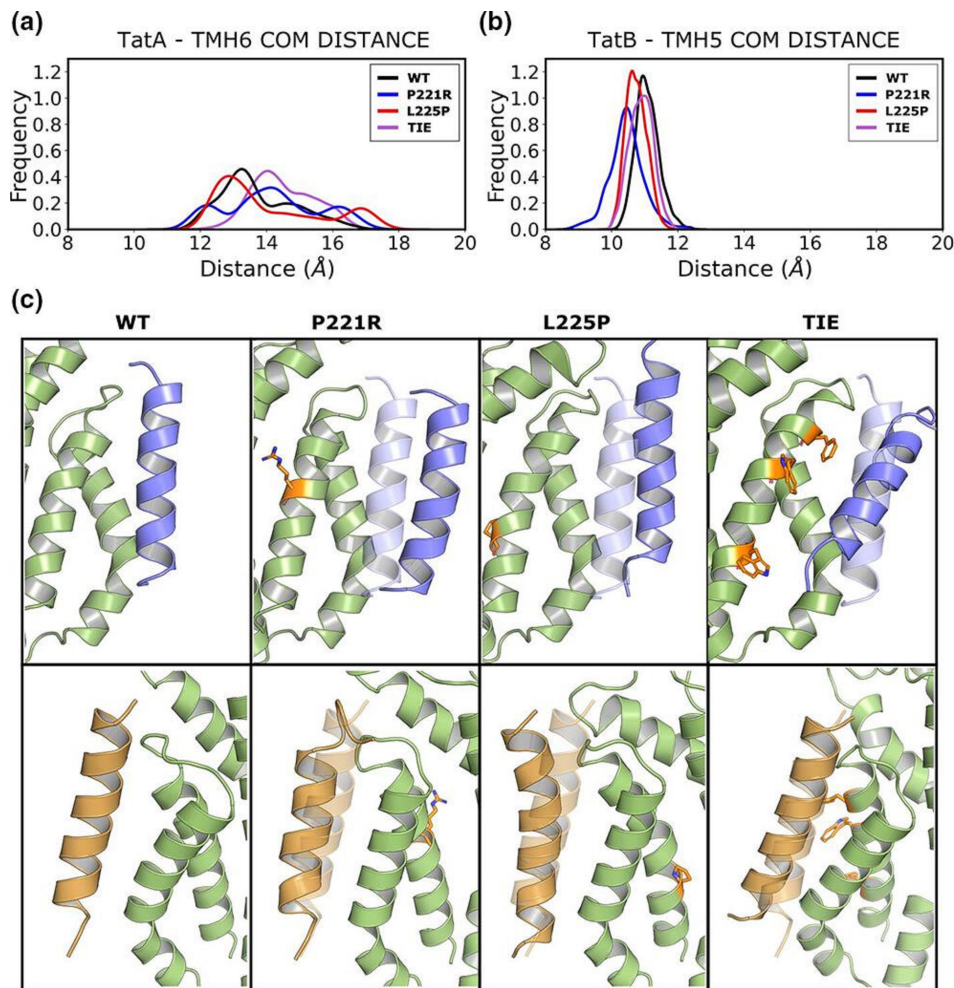 (a)
TatA - TMH6 COM DISTANCE
Frequency
1.2
1.0
0.8
0.6
0.4
0.2
0.0
WT
P221R
L225P
TIE
8 10 12 14 16 18 20
Distance (Å)
(b)
TatB - TMH5 COM DISTANCE
Frequency
1.2
1.0
0.8
0.6
0.4
0.2
0.0
WT
P221R
L225P
TIE
8 10 12 14 16 18 20
Distance (Å)
(c)
WT P221R L225P TIE